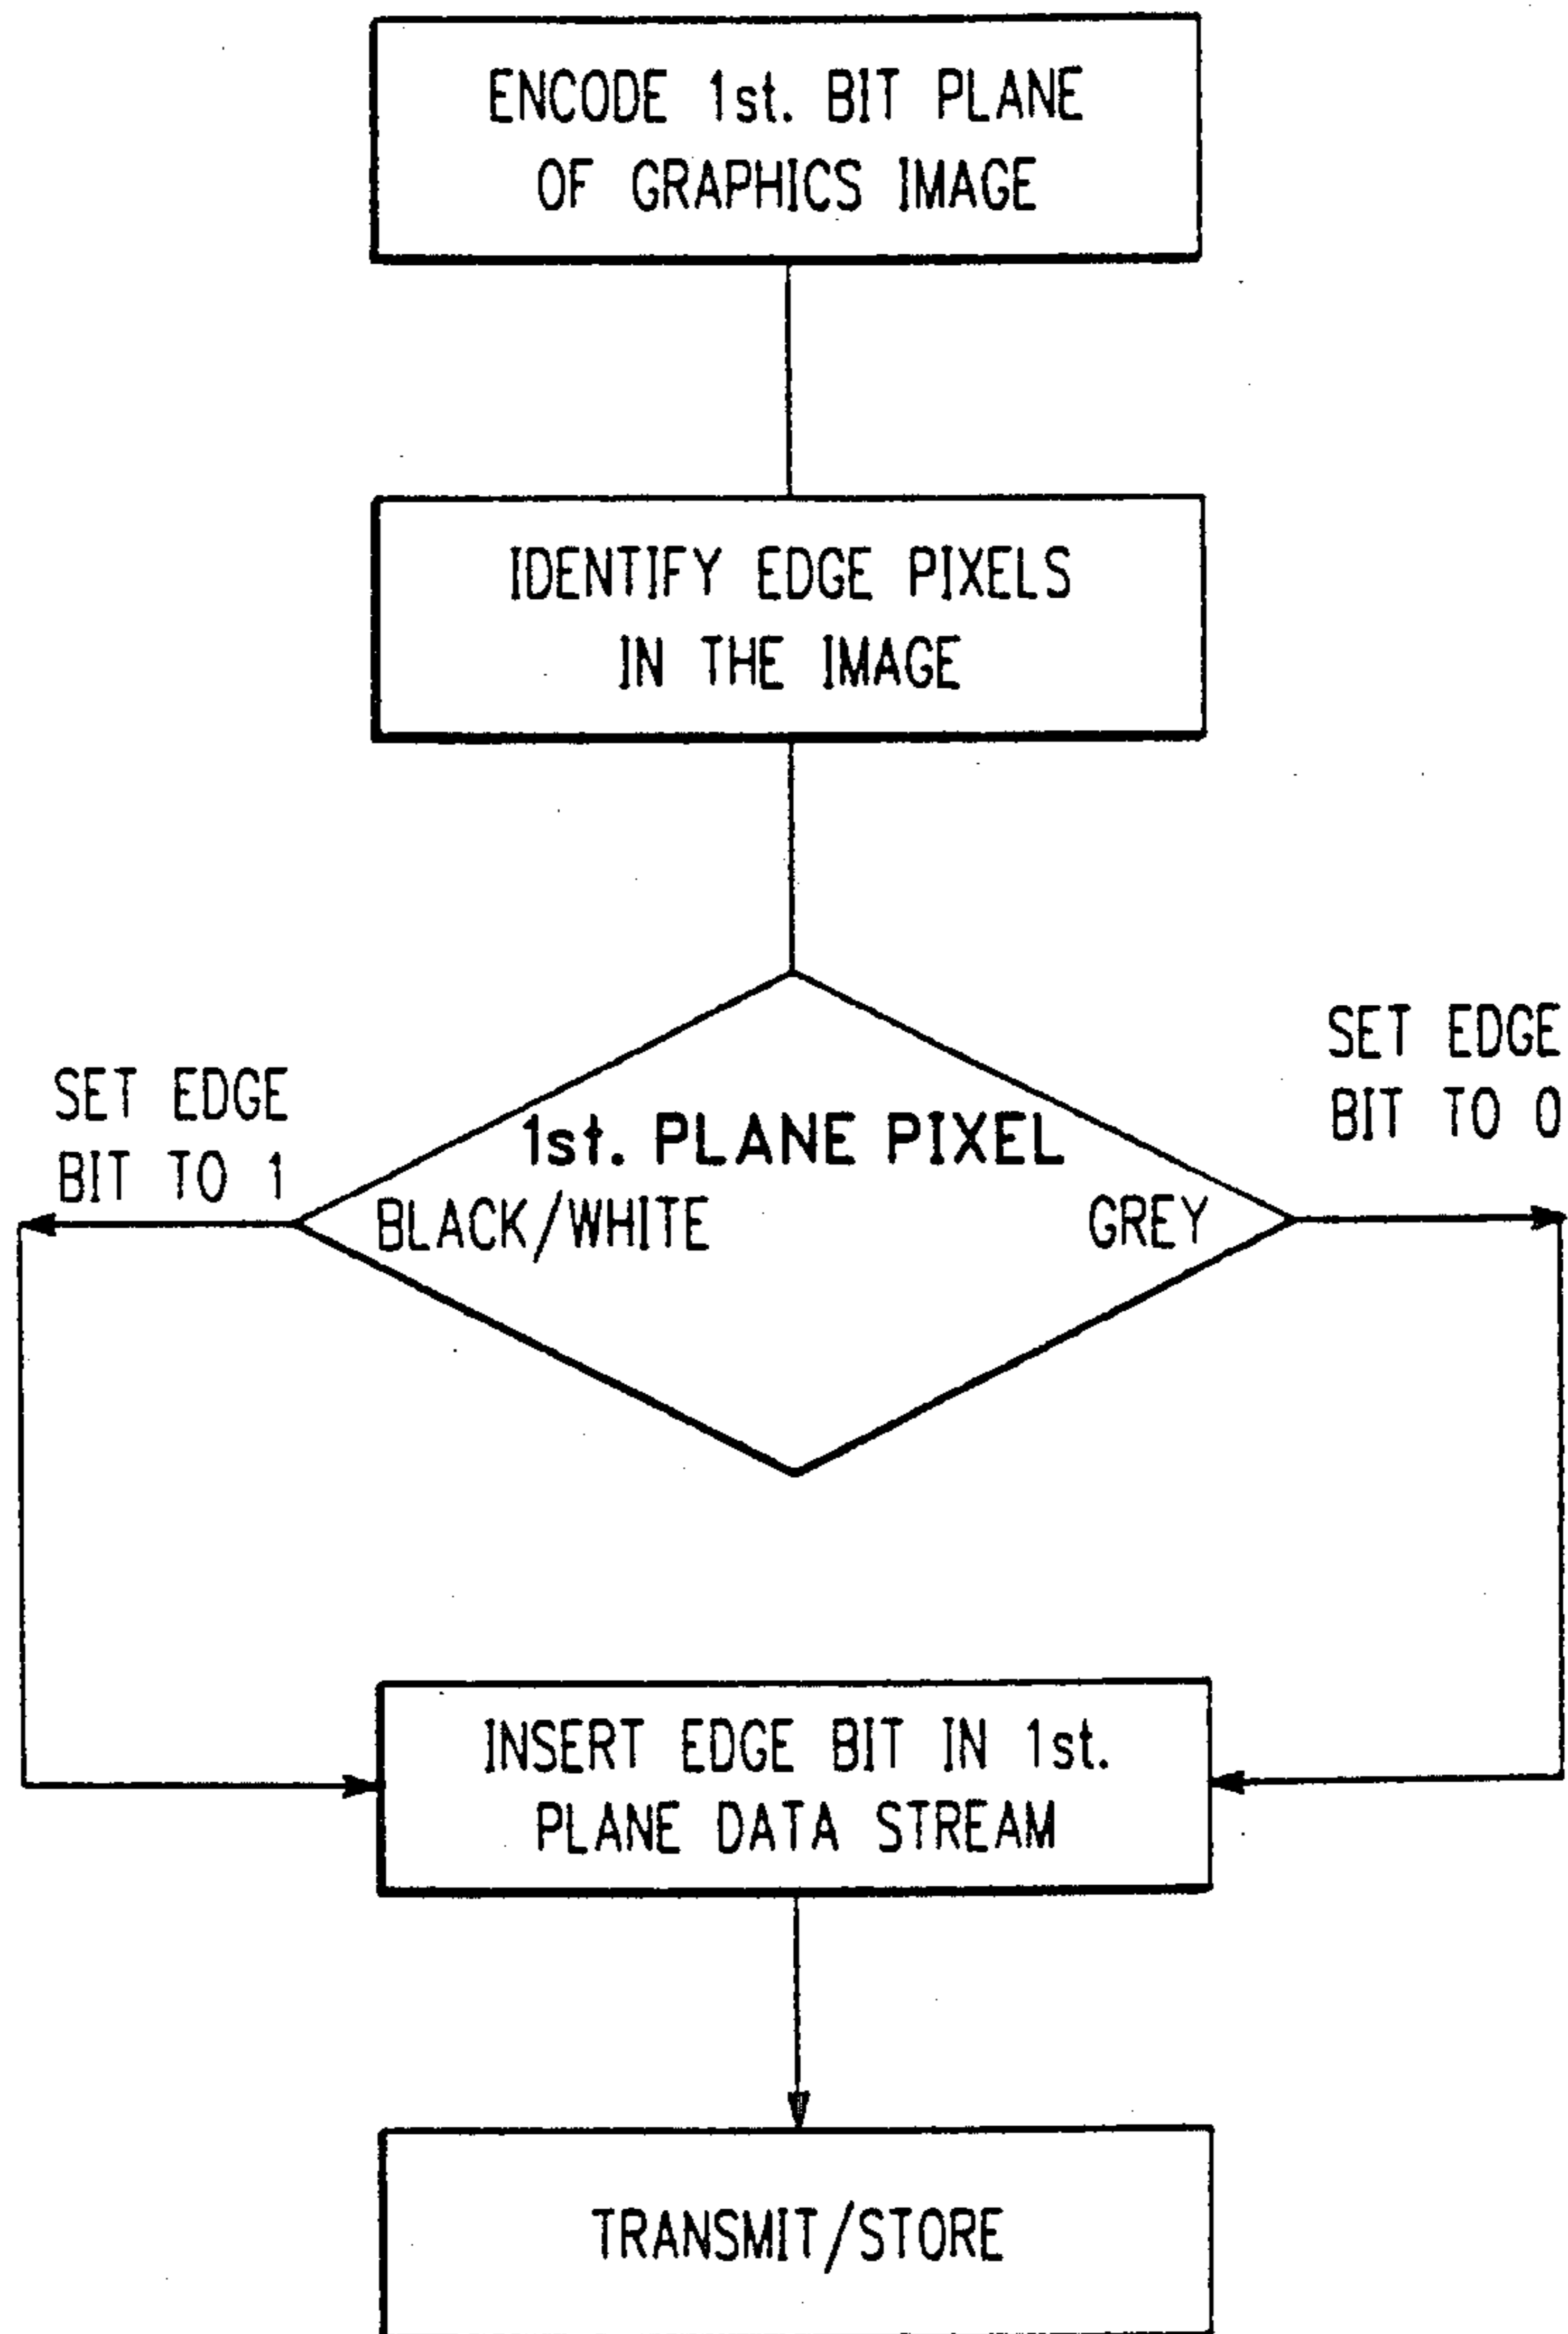 ENCODE 1st. BIT PLANE
OF GRAPHICS IMAGE
IDENTIFY EDGE PIXELS
IN THE IMAGE
SET EDGE
BIT TO 1
1st. PLANE PIXEL
BLACK/WHITE
GREY
SET EDGE
BIT TO 0
INSERT EDGE BIT IN 1st.
PLANE DATA STREAM
TRANSMIT/STORE